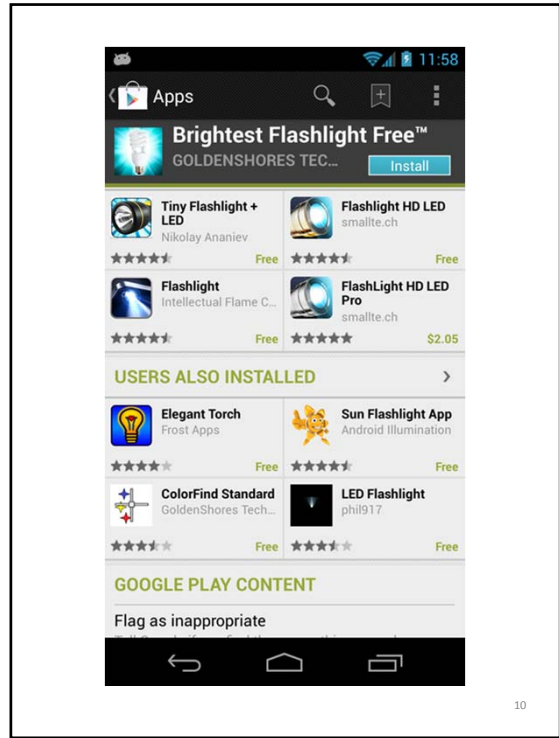 11:58
Apps
Brightest Flashlight Free™
GOLDENSHORES TEC...
Install
Tiny Flashlight +
LED
Nikolay Ananiev
Free
Flashlight HD LED
smallte.ch
Free
Flashlight
Intellectual Flame C...
Free
FlashLight HD LED
Pro
smallte.ch
$2.05
USERS ALSO INSTALLED
Elegant Torch
Frost Apps
Free
Sun Flashlight App
Android Illumination
Free
ColorFind Standard
GoldenShores Tech...
Free
LED Flashlight
phil917
Free
GOOGLE PLAY CONTENT
Flag as inappropriate
10